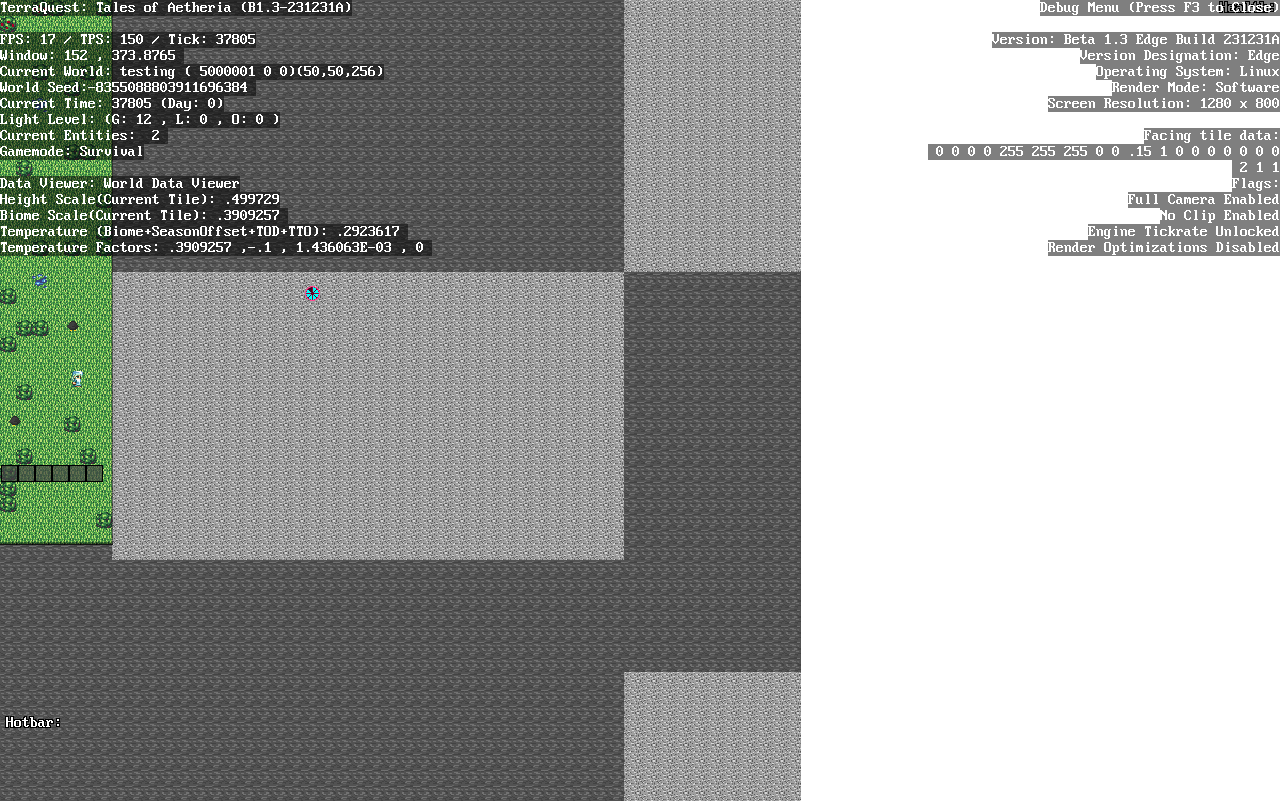 TerraQuest: Tales of Aetheria (B1.3-231231A)
FPS: 17 / TPS: 150 / Tick: 37805
Window: 152 , 373.8765
Current World: testing ( 5000001 0 0)(50,50,256)
World Seed:-8355088803911696384
Current Time: 37805 (Day: 0)
Light Level: (G: 12 , L: 0 , O: 0 )
Current Entities:  2
Gamemode: Survival
Data Viewer: World Data Viewer
Height Scale(Current Tile): .499729
Biome Scale(Current Tile): .3909257
Temperature (Biome+SeasonOffset+TOD+TTO): .2923617
Temperature Factors: .3909257 ,-.1 , 1.436063E-03 , 0
Hotbar:
Debug Menu (Press F3 to close)
Version: Beta 1.3 Edge Build 231231A
Version Designation: Edge
Operating System: Linux
Render Mode: Software
Screen Resolution: 1280 x 800
Facing tile data:
0 0 0 0 255 255 255 0 0 .15 1 0 0 0 0 0 0 0
2 1 1
Flags:
Full Camera Enabled
No Clip Enabled
Engine Tickrate Unlocked
Render Optimizations Disabled